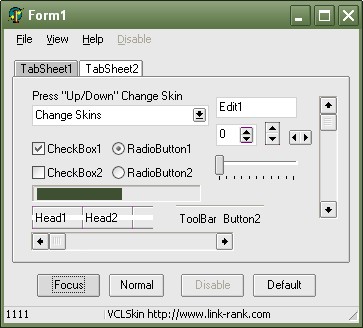 Form1
File View Help Disable
TabSheet1 TabSheet2
Press "Up/Down" Change Skin
Edit1
Change Skins
0
CheckBox1 RadioButton1
CheckBox2 RadioButton2
Head1 Head2
ToolBar Button2
Focus Normal Disable Default
1111 VCLSkin http://www.link-rank.com